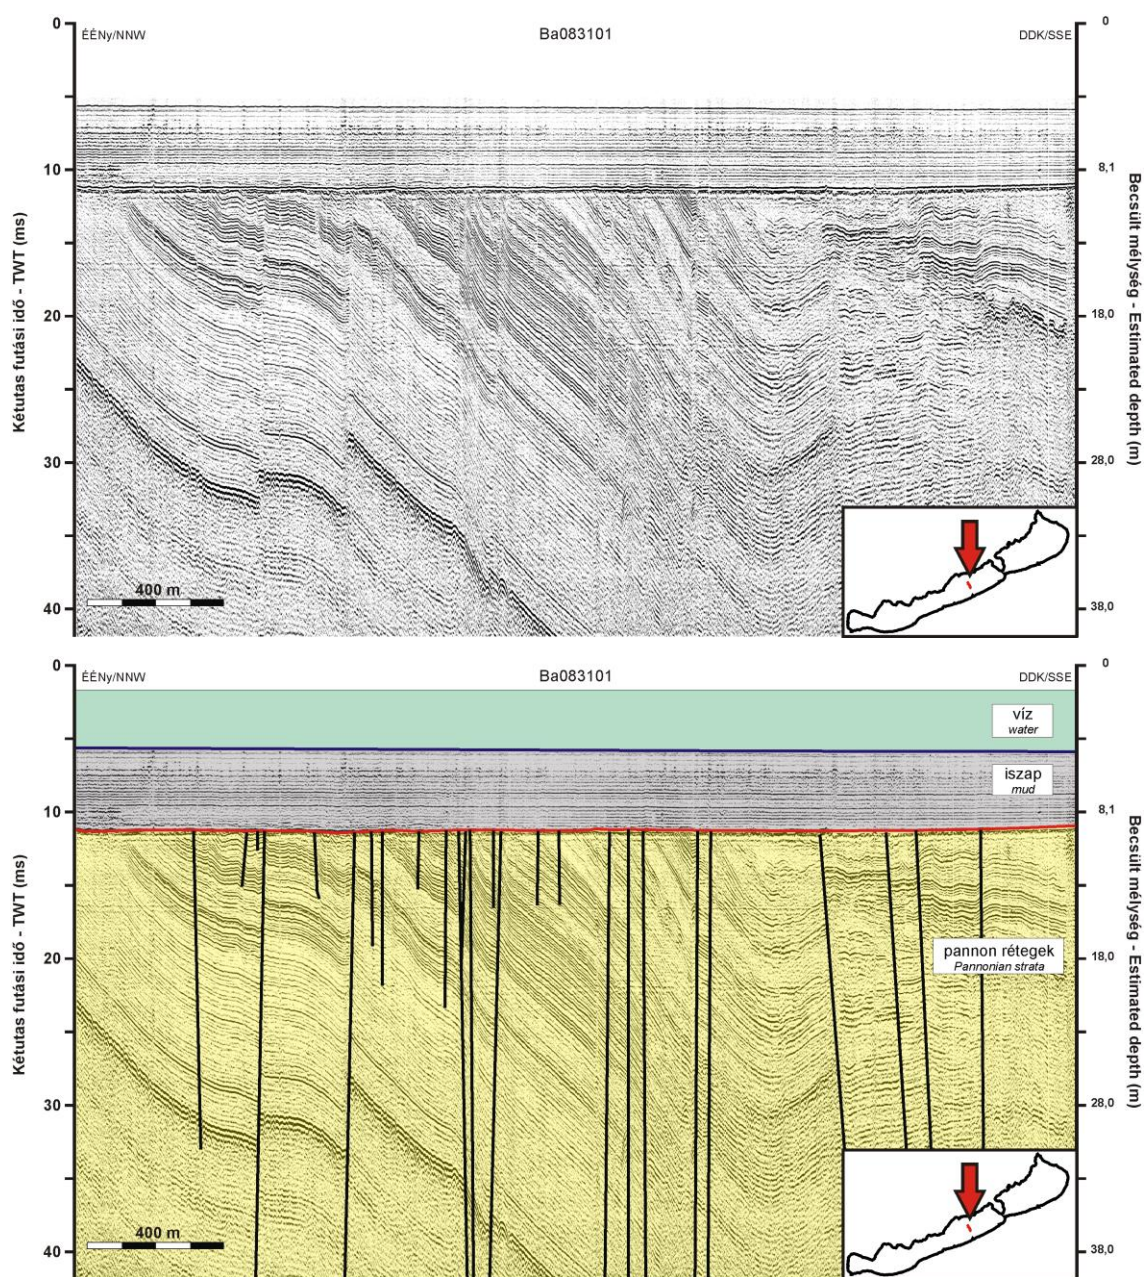 0
ÉÉNy/NNW
Ba083101
DDK/SSE
0
10
8,1
20
18,0
30
28,0
40
38,0
Kétutas futási idő - TWT (ms)
Becsült mélység - Estimated depth (m)
400 m
0
ÉÉNy/NNW
Ba083101
DDK/SSE
0
víz
water
iszap
mud
10
8,1
pannon rétegek
Pannonian strata
20
18,0
30
28,0
40
38,0
Kétutas futási idő - TWT (ms)
Becsült mélység - Estimated depth (m)
400 m